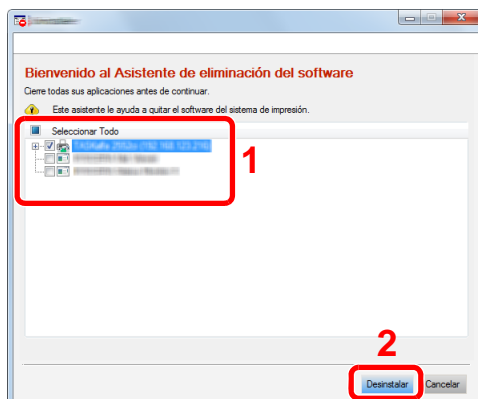 Bienvenido al Asistente de eliminación del software
Cierre todas sus aplicaciones antes de continuar.
Este asistente le ayuda a quitar el software del sistema de impresión.
Seleccionar Todo
1
2
Desinstalar Cancelar